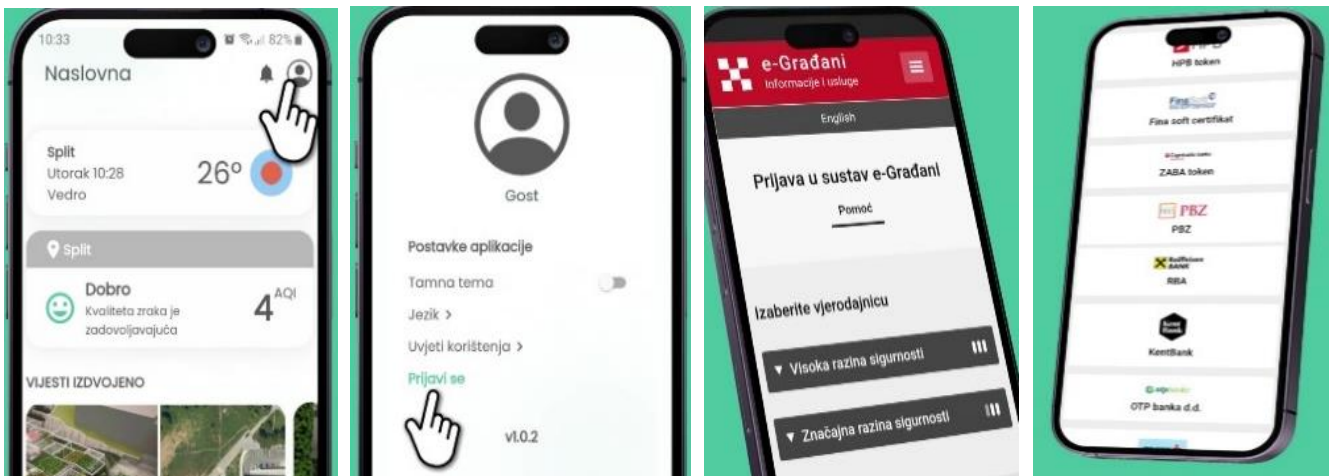 10:33
82%
Naslovna
Split
Utorak 10:28
Vedro
26°
Split
Dobro
Kvaliteta zraka je
zadovoljavajuća
4 AQI
VIJESTI IZDVOJENO
Gost
Postavke aplikacije
Tamna tema
Jezik >
Uvjeti korištenja >
Prijavi se
v1.0.2
e-Građani
Informacije i usluge
English
Prijava u sustav e-Građani
Pomoć
Izaberite vjerodajnicu
▼ Visoka razina sigurnosti
▼ Značajna razina sigurnosti
HPB token
Fina soft certifikat
ZABA token
PBZ
PBZ
Raiffeisen
BANK
RBA
KentBank
OTP banka d.d.